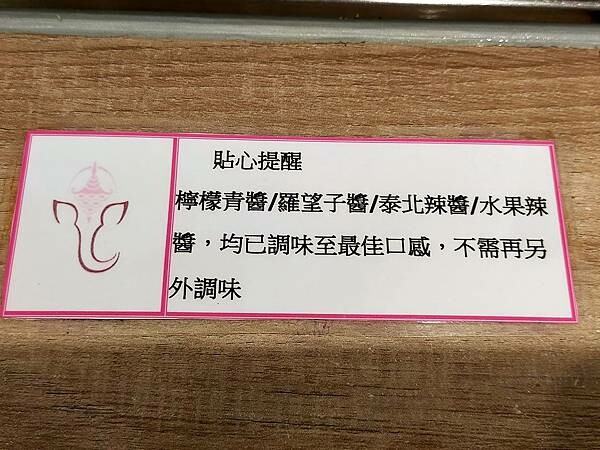 貼心提醒
檸檬青醬/羅望子醬/泰北辣醬/水果辣
醬，均已調味至最佳口感，不需再另
外調味